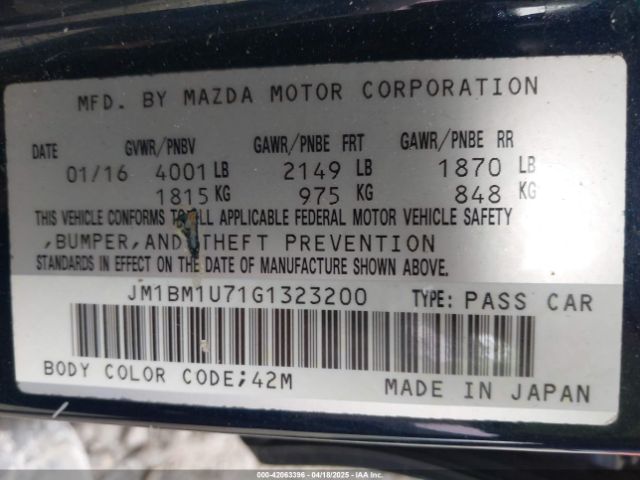 MFD. BY MAZDA MOTOR CORPORATION
DATE GVWR/PNBV GAWR/PNBE FRT GAWR/PNBE RR
01/16 4001 LB 2149 LB 1870 LB
1815 KG 975 KG 848 KG
THIS VEHICLE CONFORMS TO ALL APPLICABLE FEDERAL MOTOR VEHICLE SAFETY
,BUMPER,AND THEFT PREVENTION
STANDARDS IN EFFECT ON THE DATE OF MANUFACTURE SHOWN ABOVE.
JM1BM1U71G1323200 TYPE: PASS CAR
BODY COLOR CODE;42M
MADE IN JAPAN
000-42063396 - 04/18/2025 - IAAI.COM